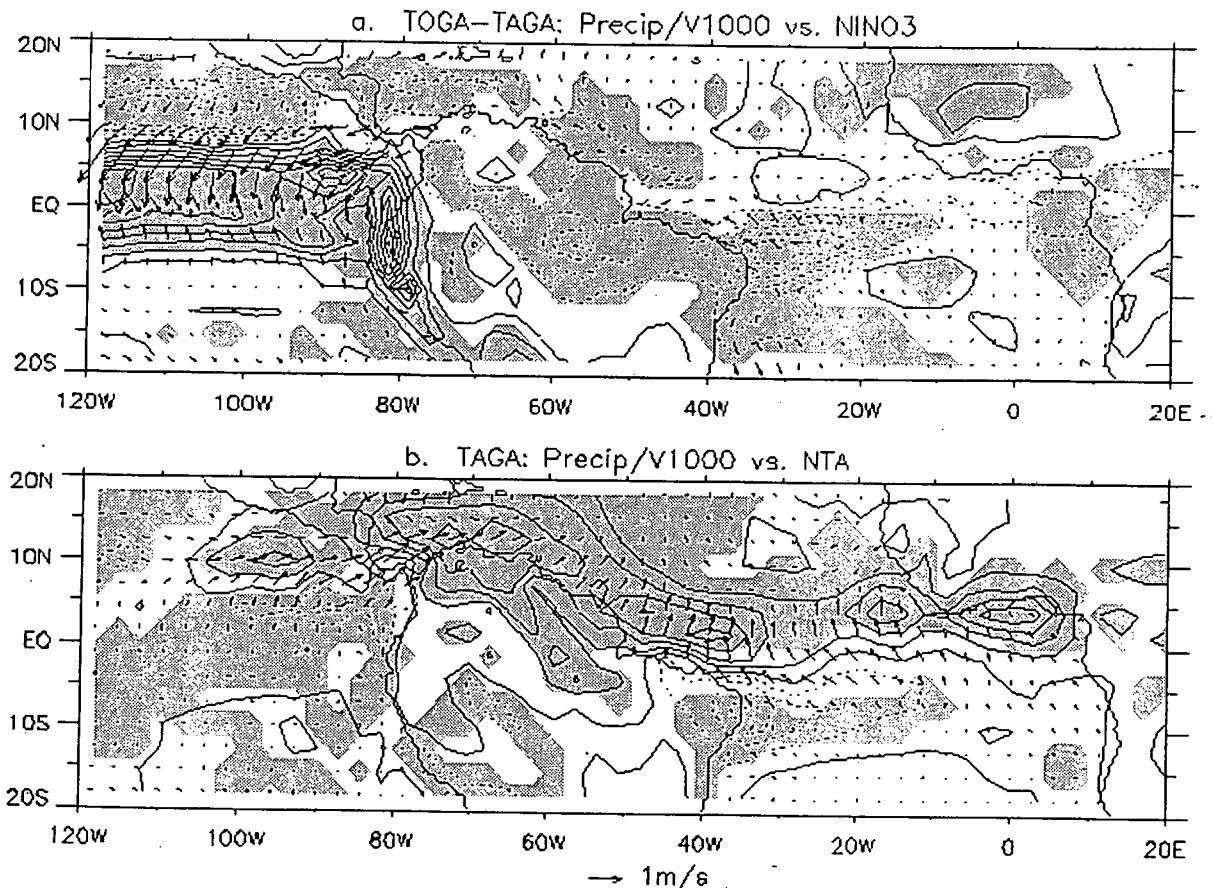 a. TOGA-TAGA: Precip/V1000 vs. NINO3
20N
10N
EQ
10S
20S
120W 100W 80W 60W 40W 20W 0 20E
b. TAGA: Precip/V1000 vs. NTA
20N
10N
EQ
10S
20S
120W 100W 80W 60W 40W 20W 0 20E
→ 1m/s